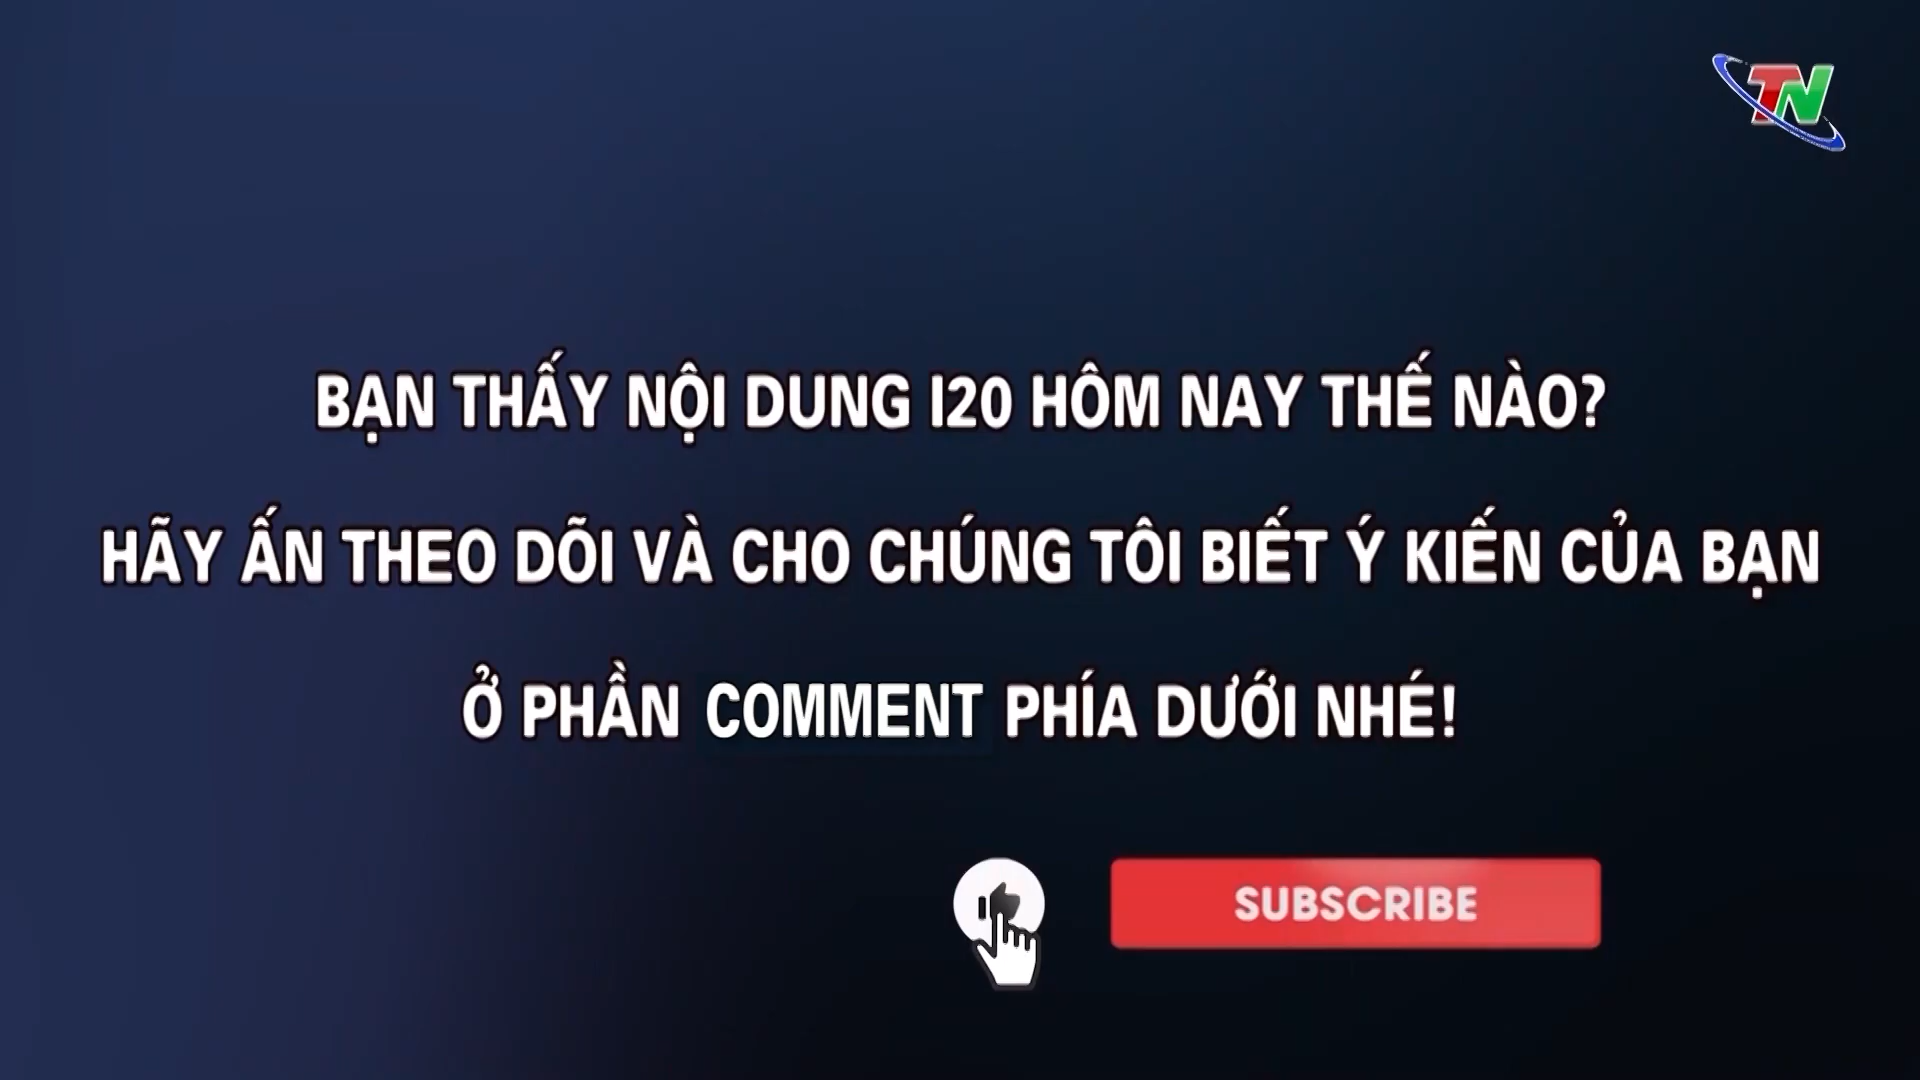 TN
BẠN THẤY NỘI DUNG I20 HÔM NAY THẾ NÀO?
HÃY ẤN THEO DÕI VÀ CHO CHÚNG TÔI BIẾT Ý KIẾN CỦA BẠN
Ở PHẦN COMMENT PHÍA DƯỚI NHÉ!
SUBSCRIBE